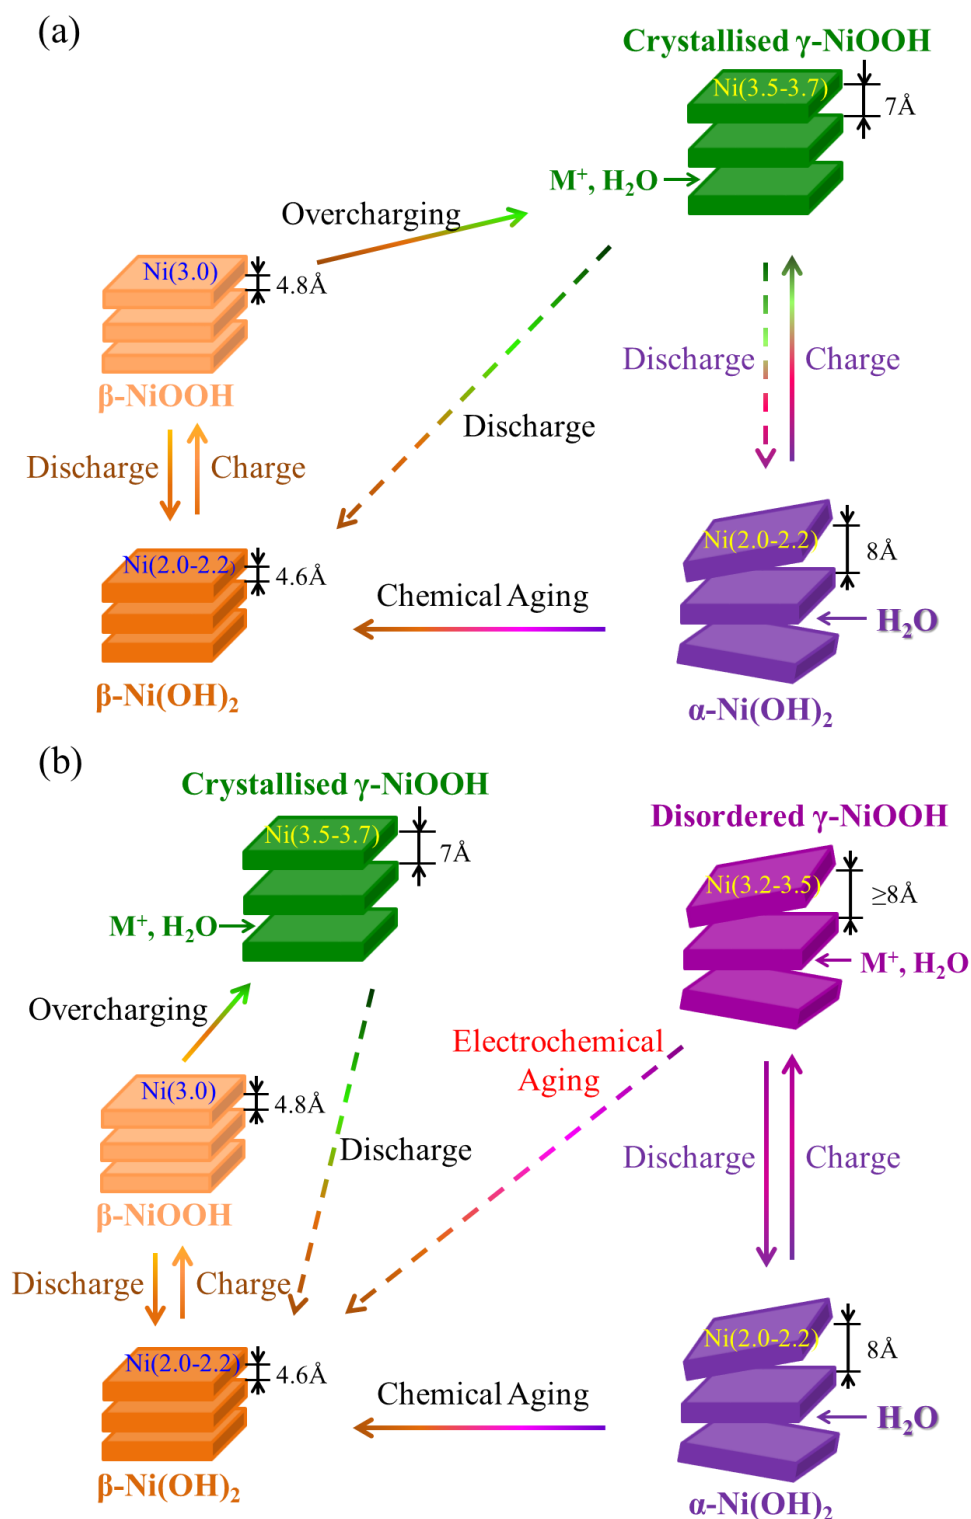 (a)
Crystallised γ-NiOOH
Ni(3.5-3.7)
7Å
M⁺, H₂O
Overcharging
Ni(3.0)
4.8Å
β-NiOOH
Discharge
Charge
Discharge
Discharge
Charge
Ni(2.0-2.2)
4.6Å
β-Ni(OH)₂
Chemical Aging
Ni(2.0-2.2)
8Å
H₂O
α-Ni(OH)₂
(b)
Crystallised γ-NiOOH
Ni(3.5-3.7)
7Å
M⁺, H₂O
Disordered γ-NiOOH
Ni(3.2-3.5)
≥8Å
M⁺, H₂O
Overcharging
Ni(3.0)
4.8Å
β-NiOOH
Electrochemical
Aging
Discharge
Discharge
Charge
Discharge
Charge
Ni(2.0-2.2)
4.6Å
β-Ni(OH)₂
Chemical Aging
Ni(2.0-2.2)
8Å
H₂O
α-Ni(OH)₂